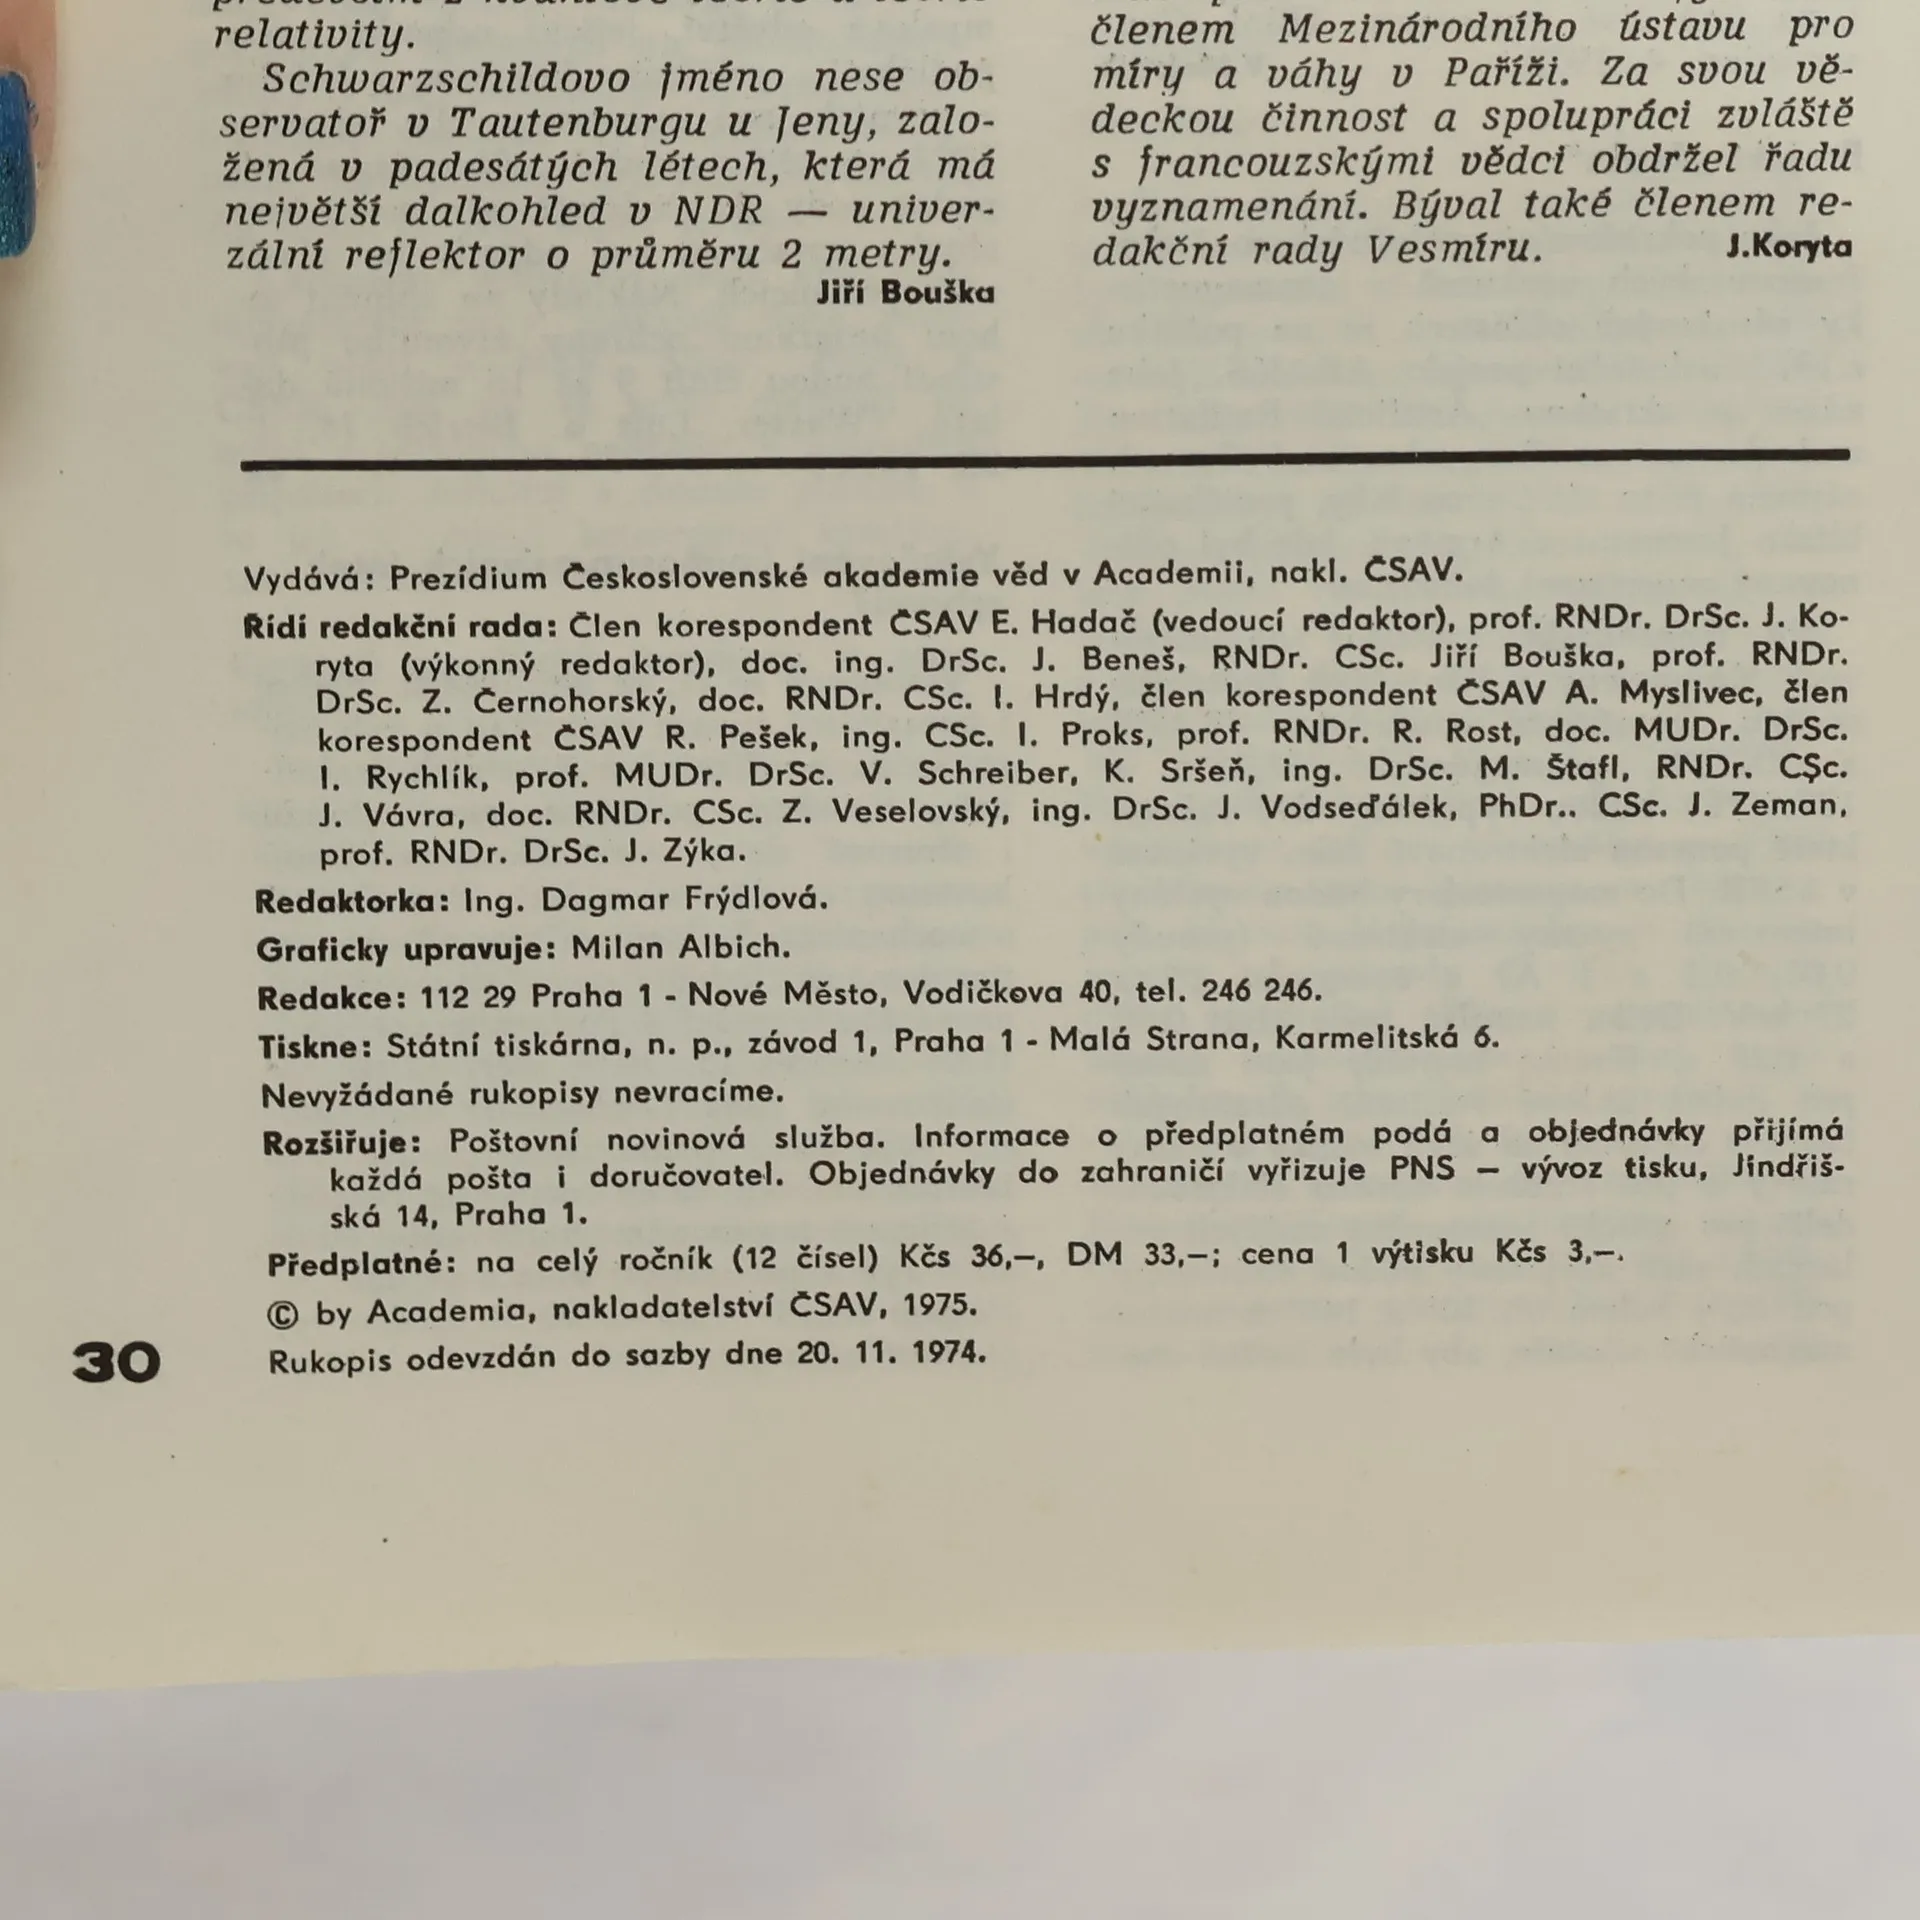 relativity.
Schwarzschildovo jméno nese ob-
servatoř v Tautenburgu u Jeny, zalo-
žená v padesátých létech, která má
největší dalkohled v NDR — univer-
zální reflektor o průměru 2 metry.
Jiří Bouška
členem Mezinárodního ústavu pro
míry a váhy v Paříži. Za svou vě-
deckou činnost a spolupráci zvláště
s francouzskými vědci obdržel řadu
vyznamenání. Býval také členem re-
dakční rady Vesmíru. J.Koryta
Vydává: Prezídium Československé akademie věd v Academii, nakl. ČSAV.
Řídí redakční rada: Člen korespondent ČSAV E. Hadač (vedoucí redaktor), prof. RNDr. DrSc. J. Ko-
ryta (výkonný redaktor), doc. ing. DrSc. J. Beneš, RNDr. CSc. Jiří Bouška, prof. RNDr.
DrSc. Z. Černohorský, doc. RNDr. CSc. I. Hrdý, člen korespondent ČSAV A. Myslivec, člen
korespondent ČSAV R. Pešek, ing. CSc. I. Proks, prof. RNDr. R. Rost, doc. MUDr. DrSc.
I. Rychlík, prof. MUDr. DrSc. V. Schreiber, K. Sršeň, ing. DrSc. M. Štafl, RNDr. CSc.
J. Vávra, doc. RNDr. CSc. Z. Veselovský, ing. DrSc. J. Vodseďálek, PhDr.. CSc. J. Zeman,
prof. RNDr. DrSc. J. Zýka.
Redaktorka: Ing. Dagmar Frýdlová.
Graficky upravuje: Milan Albich.
Redakce: 112 29 Praha 1 - Nové Město, Vodičkova 40, tel. 246 246.
Tiskne: Státní tiskárna, n. p., závod 1, Praha 1 - Malá Strana, Karmelitská 6.
Nevyžádané rukopisy nevracíme.
Rozšiřuje: Poštovní novinová služba. Informace o předplatném podá a objednávky přijímá
každá pošta i doručovatel. Objednávky do zahraničí vyřizuje PNS – vývoz tisku, Jindřiš-
ská 14, Praha 1.
Předplatné: na celý ročník (12 čísel) Kčs 36,–, DM 33,–; cena 1 výtisku Kčs 3,–.
© by Academia, nakladatelství ČSAV, 1975.
Rukopis odevzdán do sazby dne 20. 11. 1974.
30